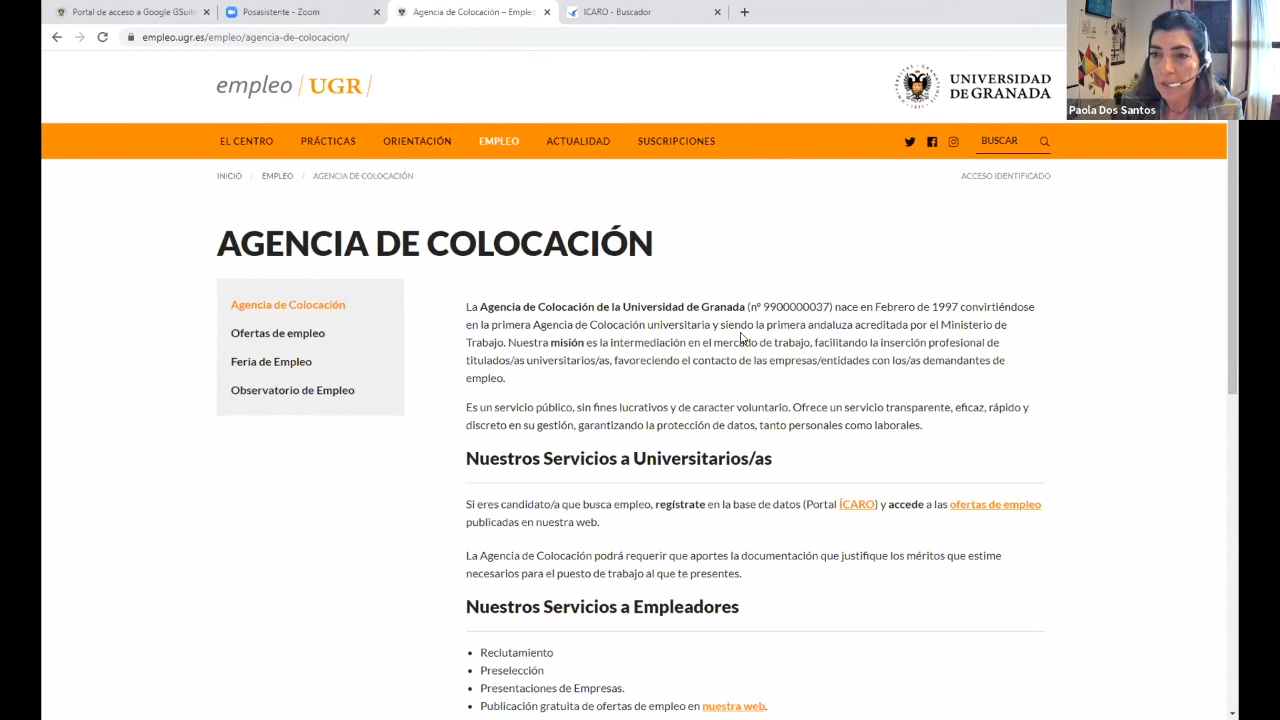 Portal de acceso a Google GSuite
Posasistente - Zoom
Agencia de Colocación – Empleo
ICARO - Buscador
empleo.ugr.es/empleo/agencia-de-colocacion/
empleo / UGR /
UNIVERSIDAD
DE GRANADA
Paola Dos Santos
EL CENTRO PRÁCTICAS ORIENTACIÓN EMPLEO ACTUALIDAD SUSCRIPCIONES BUSCAR
INICIO / EMPLEO / AGENCIA DE COLOCACIÓN ACCESO IDENTIFICADO
AGENCIA DE COLOCACIÓN
Agencia de Colocación
Ofertas de empleo
Feria de Empleo
Observatorio de Empleo
La Agencia de Colocación de la Universidad de Granada (nº 9900000037) nace en Febrero de 1997 convirtiéndose
en la primera Agencia de Colocación universitaria y siendo la primera andaluza acreditada por el Ministerio de
Trabajo. Nuestra misión es la intermediación en el mercado de trabajo, facilitando la inserción profesional de
titulados/as universitarios/as, favoreciendo el contacto de las empresas/entidades con los/as demandantes de
empleo.
Es un servicio público, sin fines lucrativos y de caracter voluntario. Ofrece un servicio transparente, eficaz, rápido y
discreto en su gestión, garantizando la protección de datos, tanto personales como laborales.
Nuestros Servicios a Universitarios/as
Si eres candidato/a que busca empleo, regístrate en la base de datos (Portal ÍCARO) y accede a las ofertas de empleo
publicadas en nuestra web.
La Agencia de Colocación podrá requerir que aportes la documentación que justifique los méritos que estime
necesarios para el puesto de trabajo al que te presentes.
Nuestros Servicios a Empleadores
• Reclutamiento
• Preselección
• Presentaciones de Empresas.
• Publicación gratuita de ofertas de empleo en nuestra web.